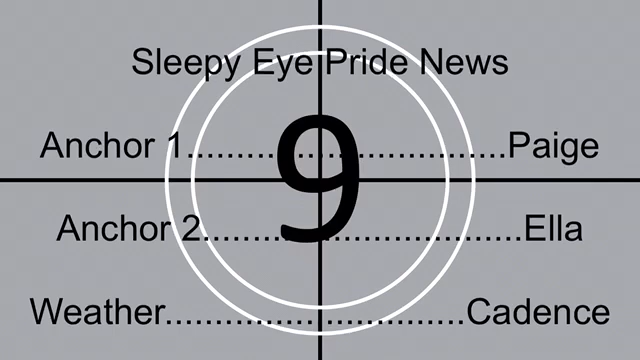 Sleepy Eye Pride News
Anchor 1.........................Paige
9
Anchor 2.........................Ella
Weather.......................Cadence